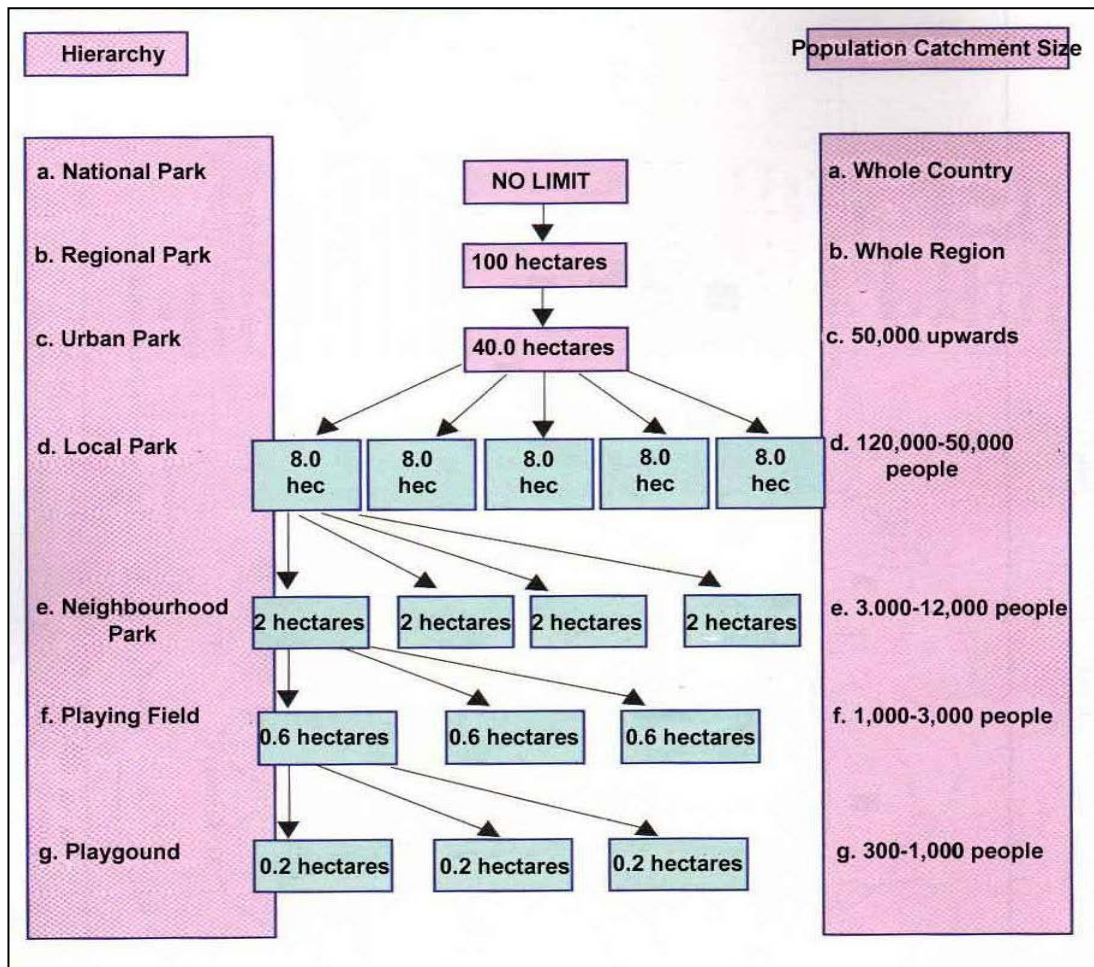 Hierarchy
Population Catchment Size
a. National Park
NO LIMIT
a. Whole Country
b. Regional Park
100 hectares
b. Whole Region
c. Urban Park
40.0 hectares
c. 50,000 upwards
d. Local Park
8.0
hec
8.0
hec
8.0
hec
8.0
hec
8.0
hec
d. 120,000-50,000
people
e. Neighbourhood
Park
2 hectares
2 hectares
2 hectares
2 hectares
e. 3.000-12,000 people
f. Playing Field
0.6 hectares
0.6 hectares
0.6 hectares
f. 1,000-3,000 people
g. Playgound
0.2 hectares
0.2 hectares
0.2 hectares
g. 300-1,000 people